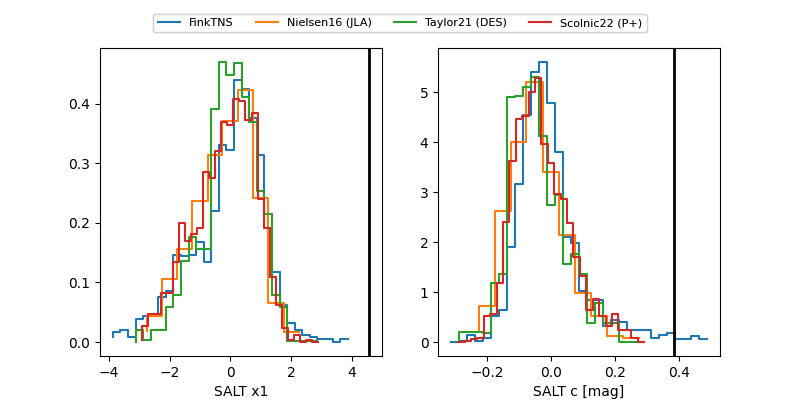 FinkTNS Nielsen16 (JLA) Taylor21 (DES) Scolnic22 (P+)
0.4
0.3
0.2
0.1
0.0
−4 −2 0 2 4
SALT x1
5
4
3
2
1
0
−0.2 0.0 0.2 0.4
SALT c [mag]